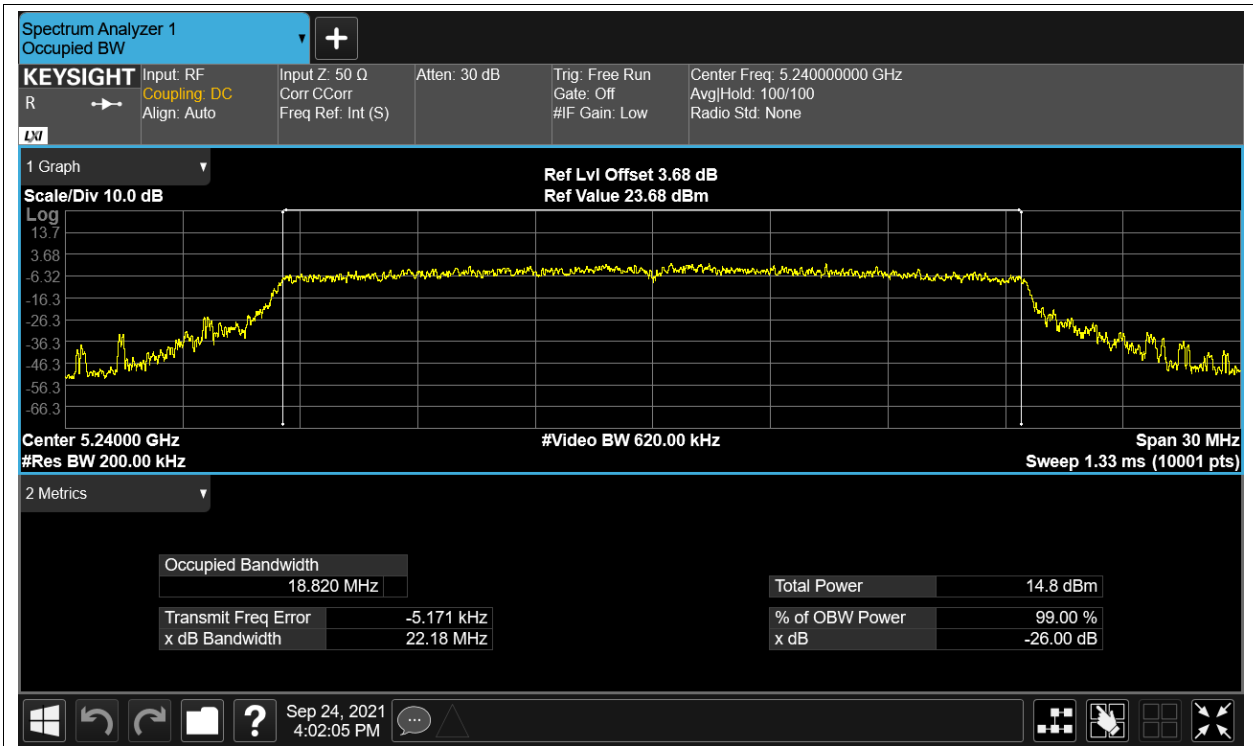 Spectrum Analyzer 1
Occupied BW
+
KEYSIGHT
R
LXI
Input: RF
Coupling: DC
Align: Auto
Input Z: 50 Ω
Corr CCorr
Freq Ref: Int (S)
Atten: 30 dB
Trig: Free Run
Gate: Off
#IF Gain: Low
Center Freq: 5.240000000 GHz
Avg|Hold: 100/100
Radio Std: None
1 Graph
Scale/Div 10.0 dB
Ref Lvl Offset 3.68 dB
Ref Value 23.68 dBm
Log
13.7
3.68
-6.32
-16.3
-26.3
-36.3
-46.3
-56.3
-66.3
Center 5.24000 GHz
#Video BW 620.00 kHz
Span 30 MHz
#Res BW 200.00 kHz
Sweep 1.33 ms (10001 pts)
2 Metrics
Occupied Bandwidth
18.820 MHz
Total Power 14.8 dBm
Transmit Freq Error -5.171 kHz
% of OBW Power 99.00 %
x dB Bandwidth 22.18 MHz
x dB -26.00 dB
?
Sep 24, 2021
4:02:05 PM